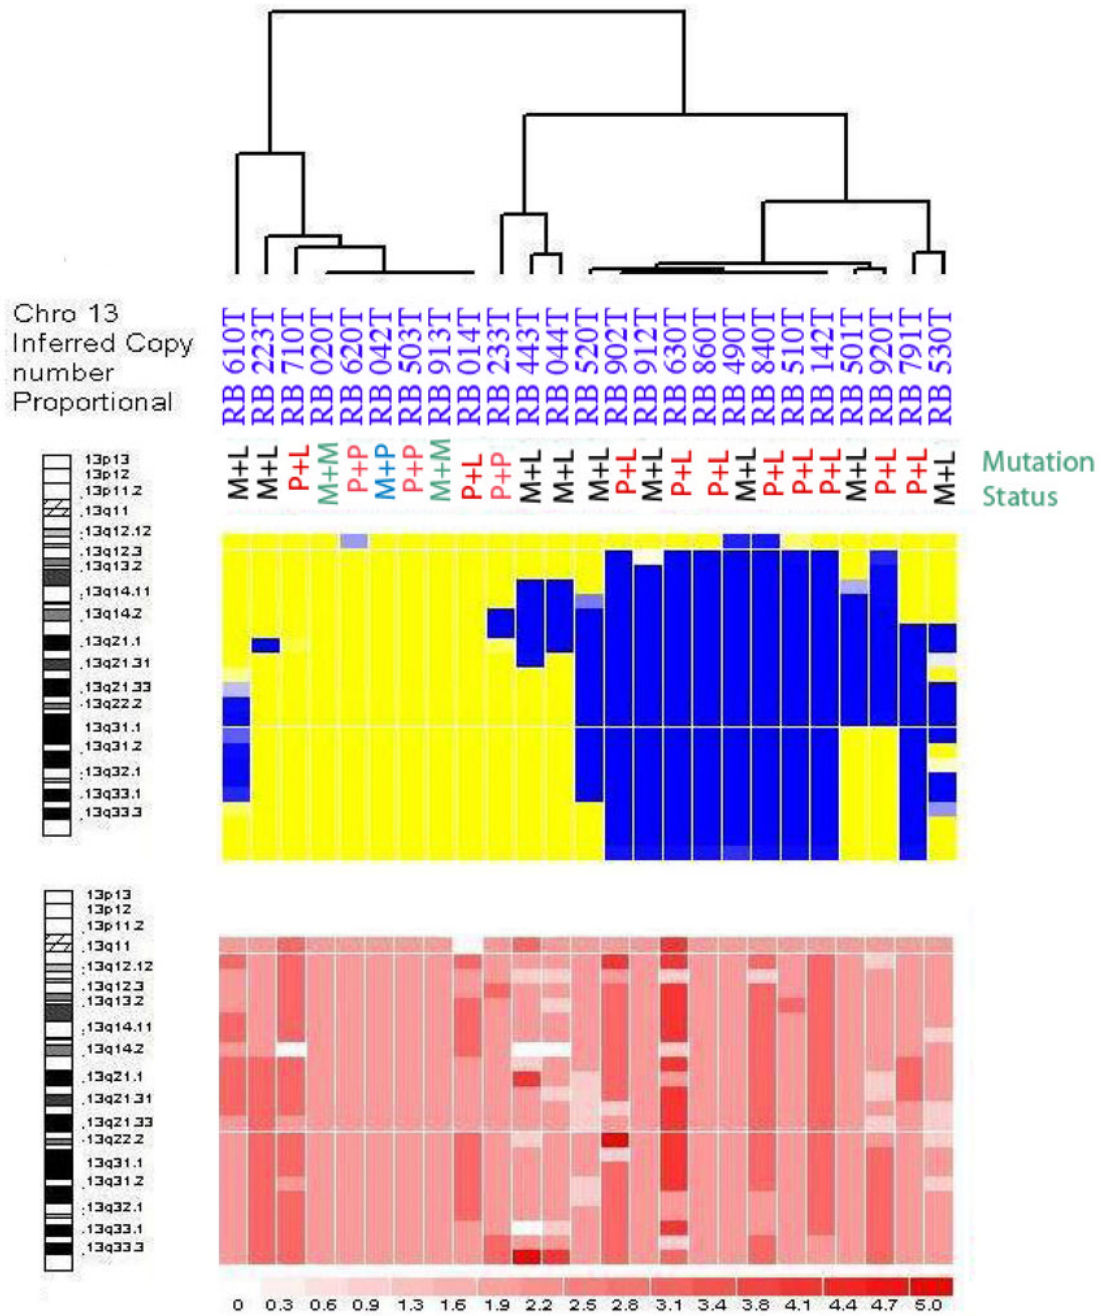 Chro 13
Inferred Copy
number
Proportional
RB 610T
RB 223T
RB 710T
RB 020T
RB 620T
RB 042T
RB 503T
RB 913T
RB 014T
RB 233T
RB 443T
RB 044T
RB 520T
RB 902T
RB 912T
RB 630T
RB 860T
RB 490T
RB 840T
RB 510T
RB 142T
RB 501T
RB 920T
RB 791T
RB 530T
M+L
M+L
P+L
M+M
P+P
M+P
P+P
M+M
P+L
P+P
M+L
M+L
M+L
P+L
M+L
P+L
P+L
M+L
P+L
P+L
P+L
M+L
P+L
P+L
M+L
Mutation
Status
13p13
13p12
13p11.2
13q11
13q12.12
13q12.3
13q13.2
13q14.11
13q14.2
13q21.1
13q21.31
13q21.33
13q22.2
13q31.1
13q31.2
13q32.1
13q33.1
13q33.3
13p13
13p12
13p11.2
13q11
13q12.12
13q12.3
13q13.2
13q14.11
13q14.2
13q21.1
13q21.31
13q21.33
13q22.2
13q31.1
13q31.2
13q32.1
13q33.1
13q33.3
0 0.3 0.6 0.9 1.3 1.6 1.9 2.2 2.5 2.8 3.1 3.4 3.8 4.1 4.4 4.7 5.0